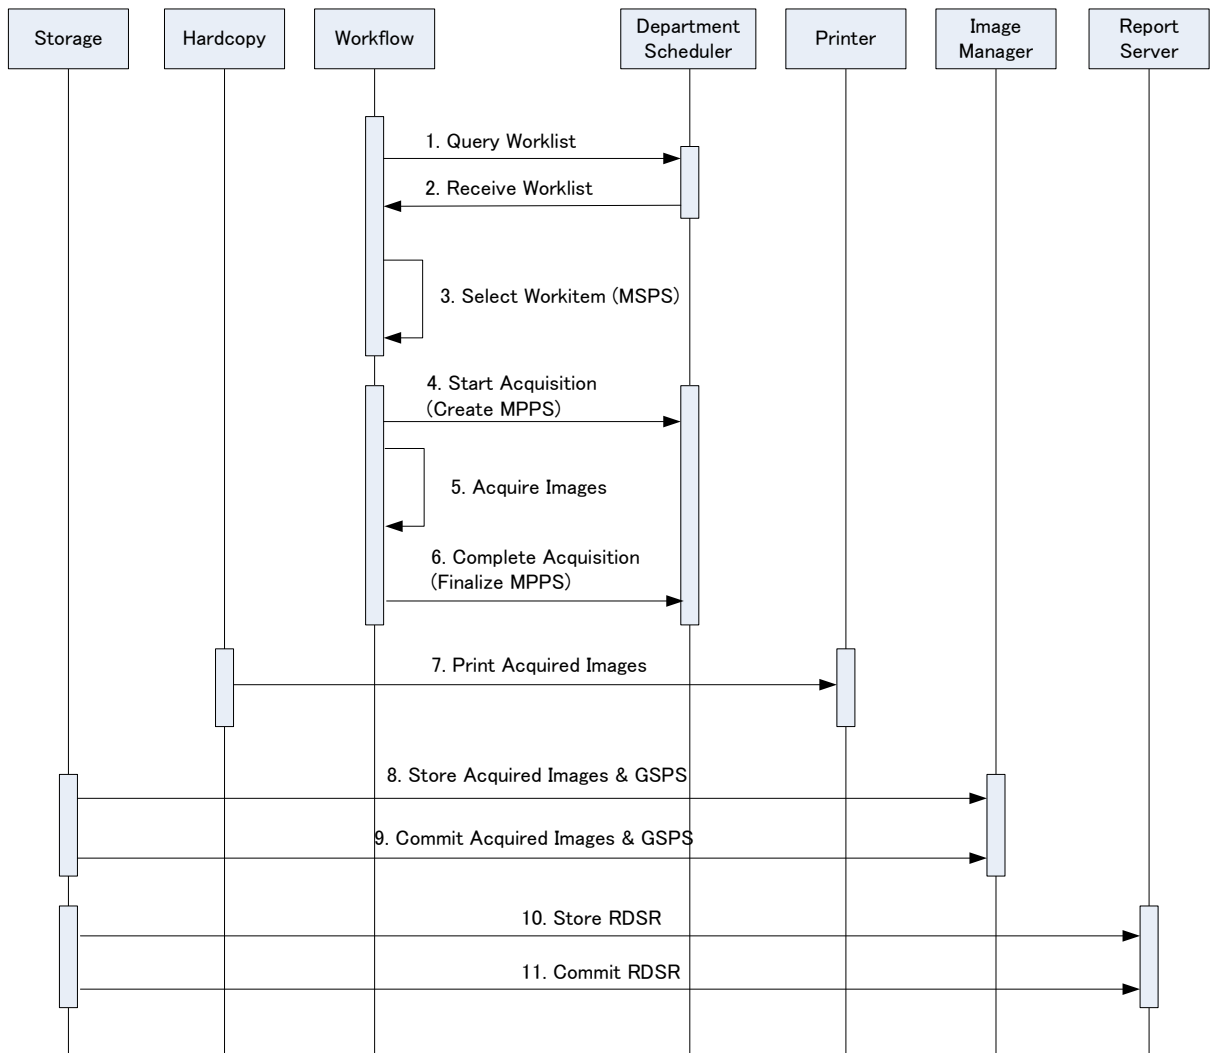 Storage
Hardcopy
Workflow
Department
Scheduler
Printer
Image
Manager
Report
Server
1. Query Worklist
2. Receive Worklist
3. Select Workitem (MSPS)
4. Start Acquisition
(Create MPPS)
5. Acquire Images
6. Complete Acquisition
(Finalize MPPS)
7. Print Acquired Images
8. Store Acquired Images & GSPS
9. Commit Acquired Images & GSPS
10. Store RDSR
11. Commit RDSR